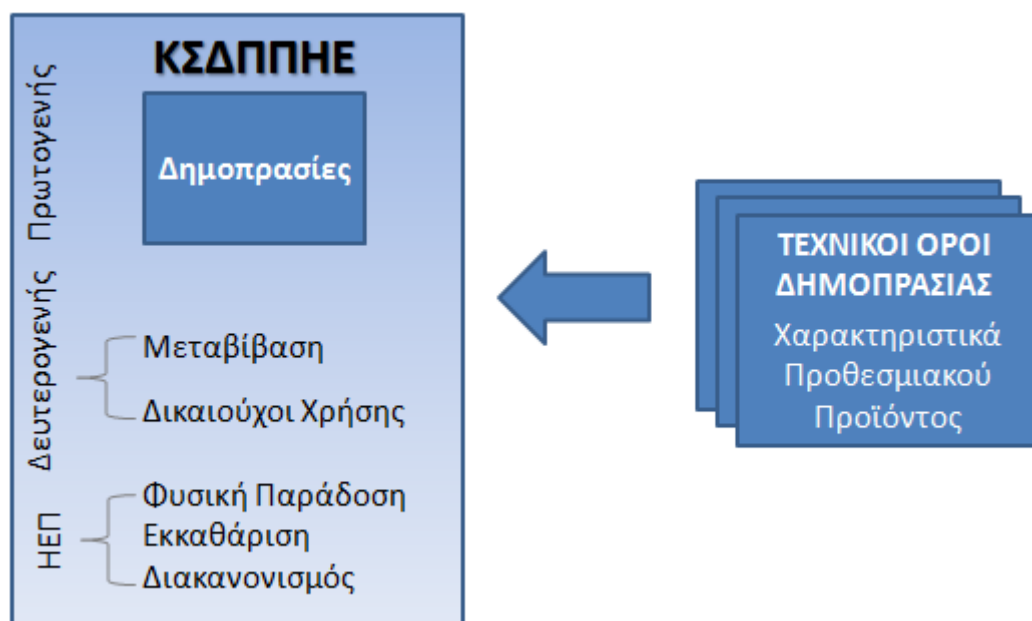 ΚΣΔΠΠΗΕ
Πρωτογενής
Δημοπρασίες
Δευτερογενής
Μεταβίβαση
Δικαιούχοι Χρήσης
ΗΕΠ
Φυσική Παράδοση
Εκκαθάριση
Διακανονισμός
ΤΕΧΝΙΚΟΙ ΟΡΟΙ
ΔΗΜΟΠΡΑΣΙΑΣ
Χαρακτηριστικά
Προθεσμιακού
Προϊόντος